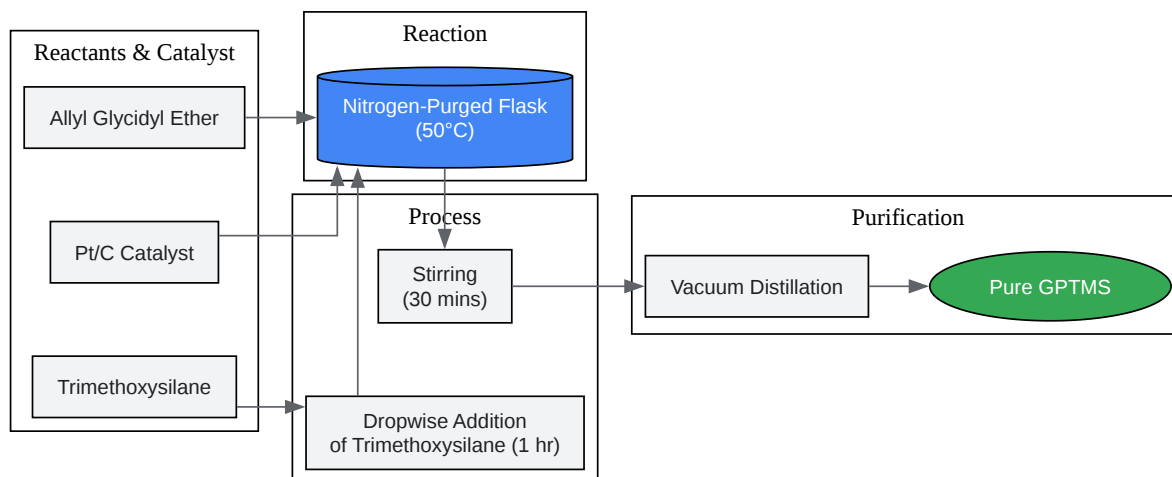 Reactants & Catalyst
Allyl Glycidyl Ether
Pt/C Catalyst
Trimethoxysilane
Reaction
Nitrogen-Purged Flask
(50°C)
Process
Stirring
(30 mins)
Dropwise Addition
of Trimethoxysilane (1 hr)
Purification
Vacuum Distillation
Pure GPTMS